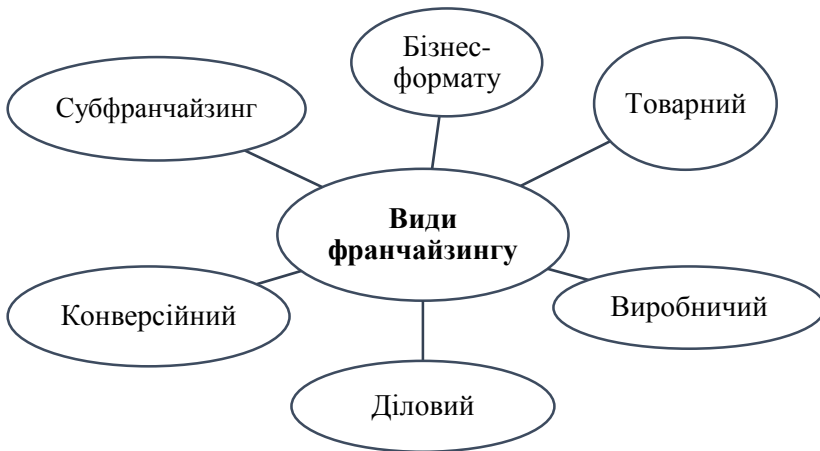 Бізнес-
формату
Субфранчайзинг
Товарний
Види
франчайзингу
Конверсійний
Виробничий
Діловий